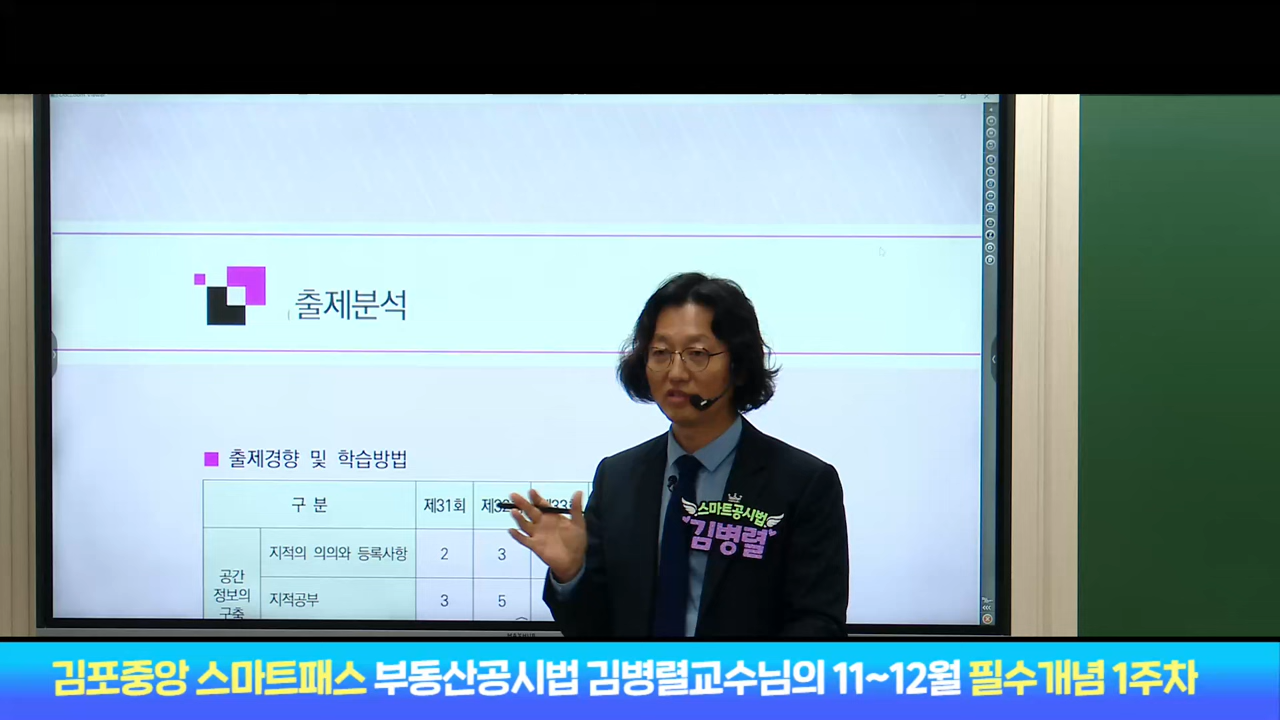 출제분석
출제경향 및 학습방법
구 분 제31회
지적의 의의와 등록사항 2 3
공간
정보의
구축
지적공부 3 5
스마트공시법
김병렬
김포중앙 스마트패스 부동산공시법 김병렬교수님의 11~12월 필수개념 1주차